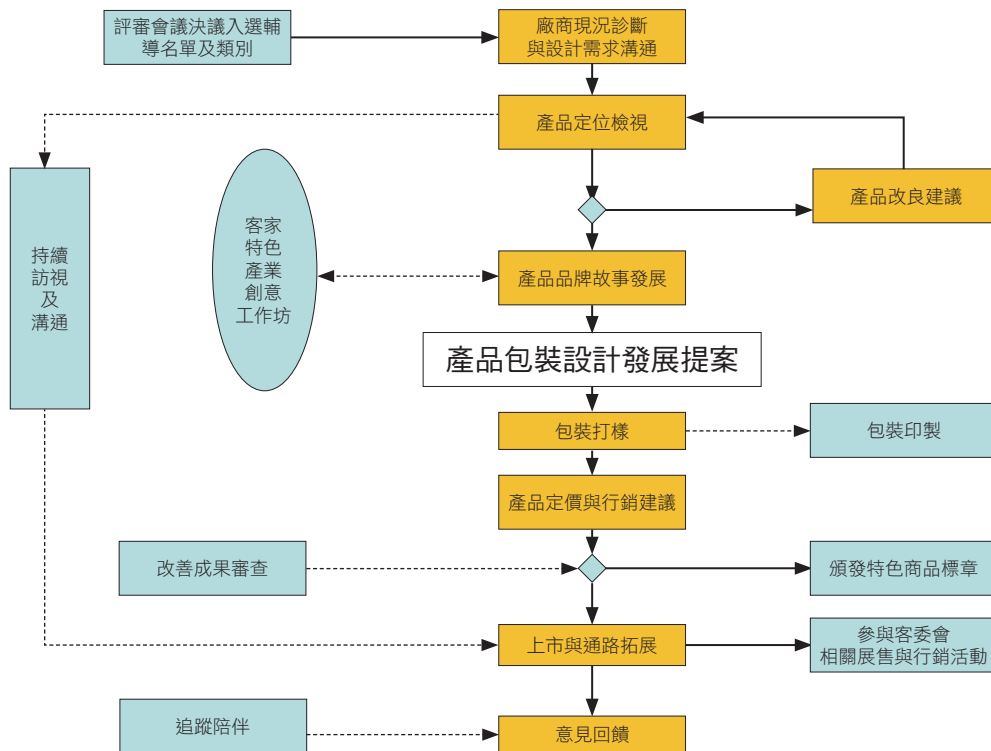 評審會議決議入選輔
導名單及類別
廠商現況診斷
與設計需求溝通
產品定位檢視
產品改良建議
持續
訪視
及
溝通
客家
特色
產業
創意
工作坊
產品品牌故事發展
產品包裝設計發展提案
包裝打樣
包裝印製
產品定價與行銷建議
改善成果審查
頒發特色商品標章
上市與通路拓展
參與客委會
相關展售與行銷活動
追蹤陪伴
意見回饋